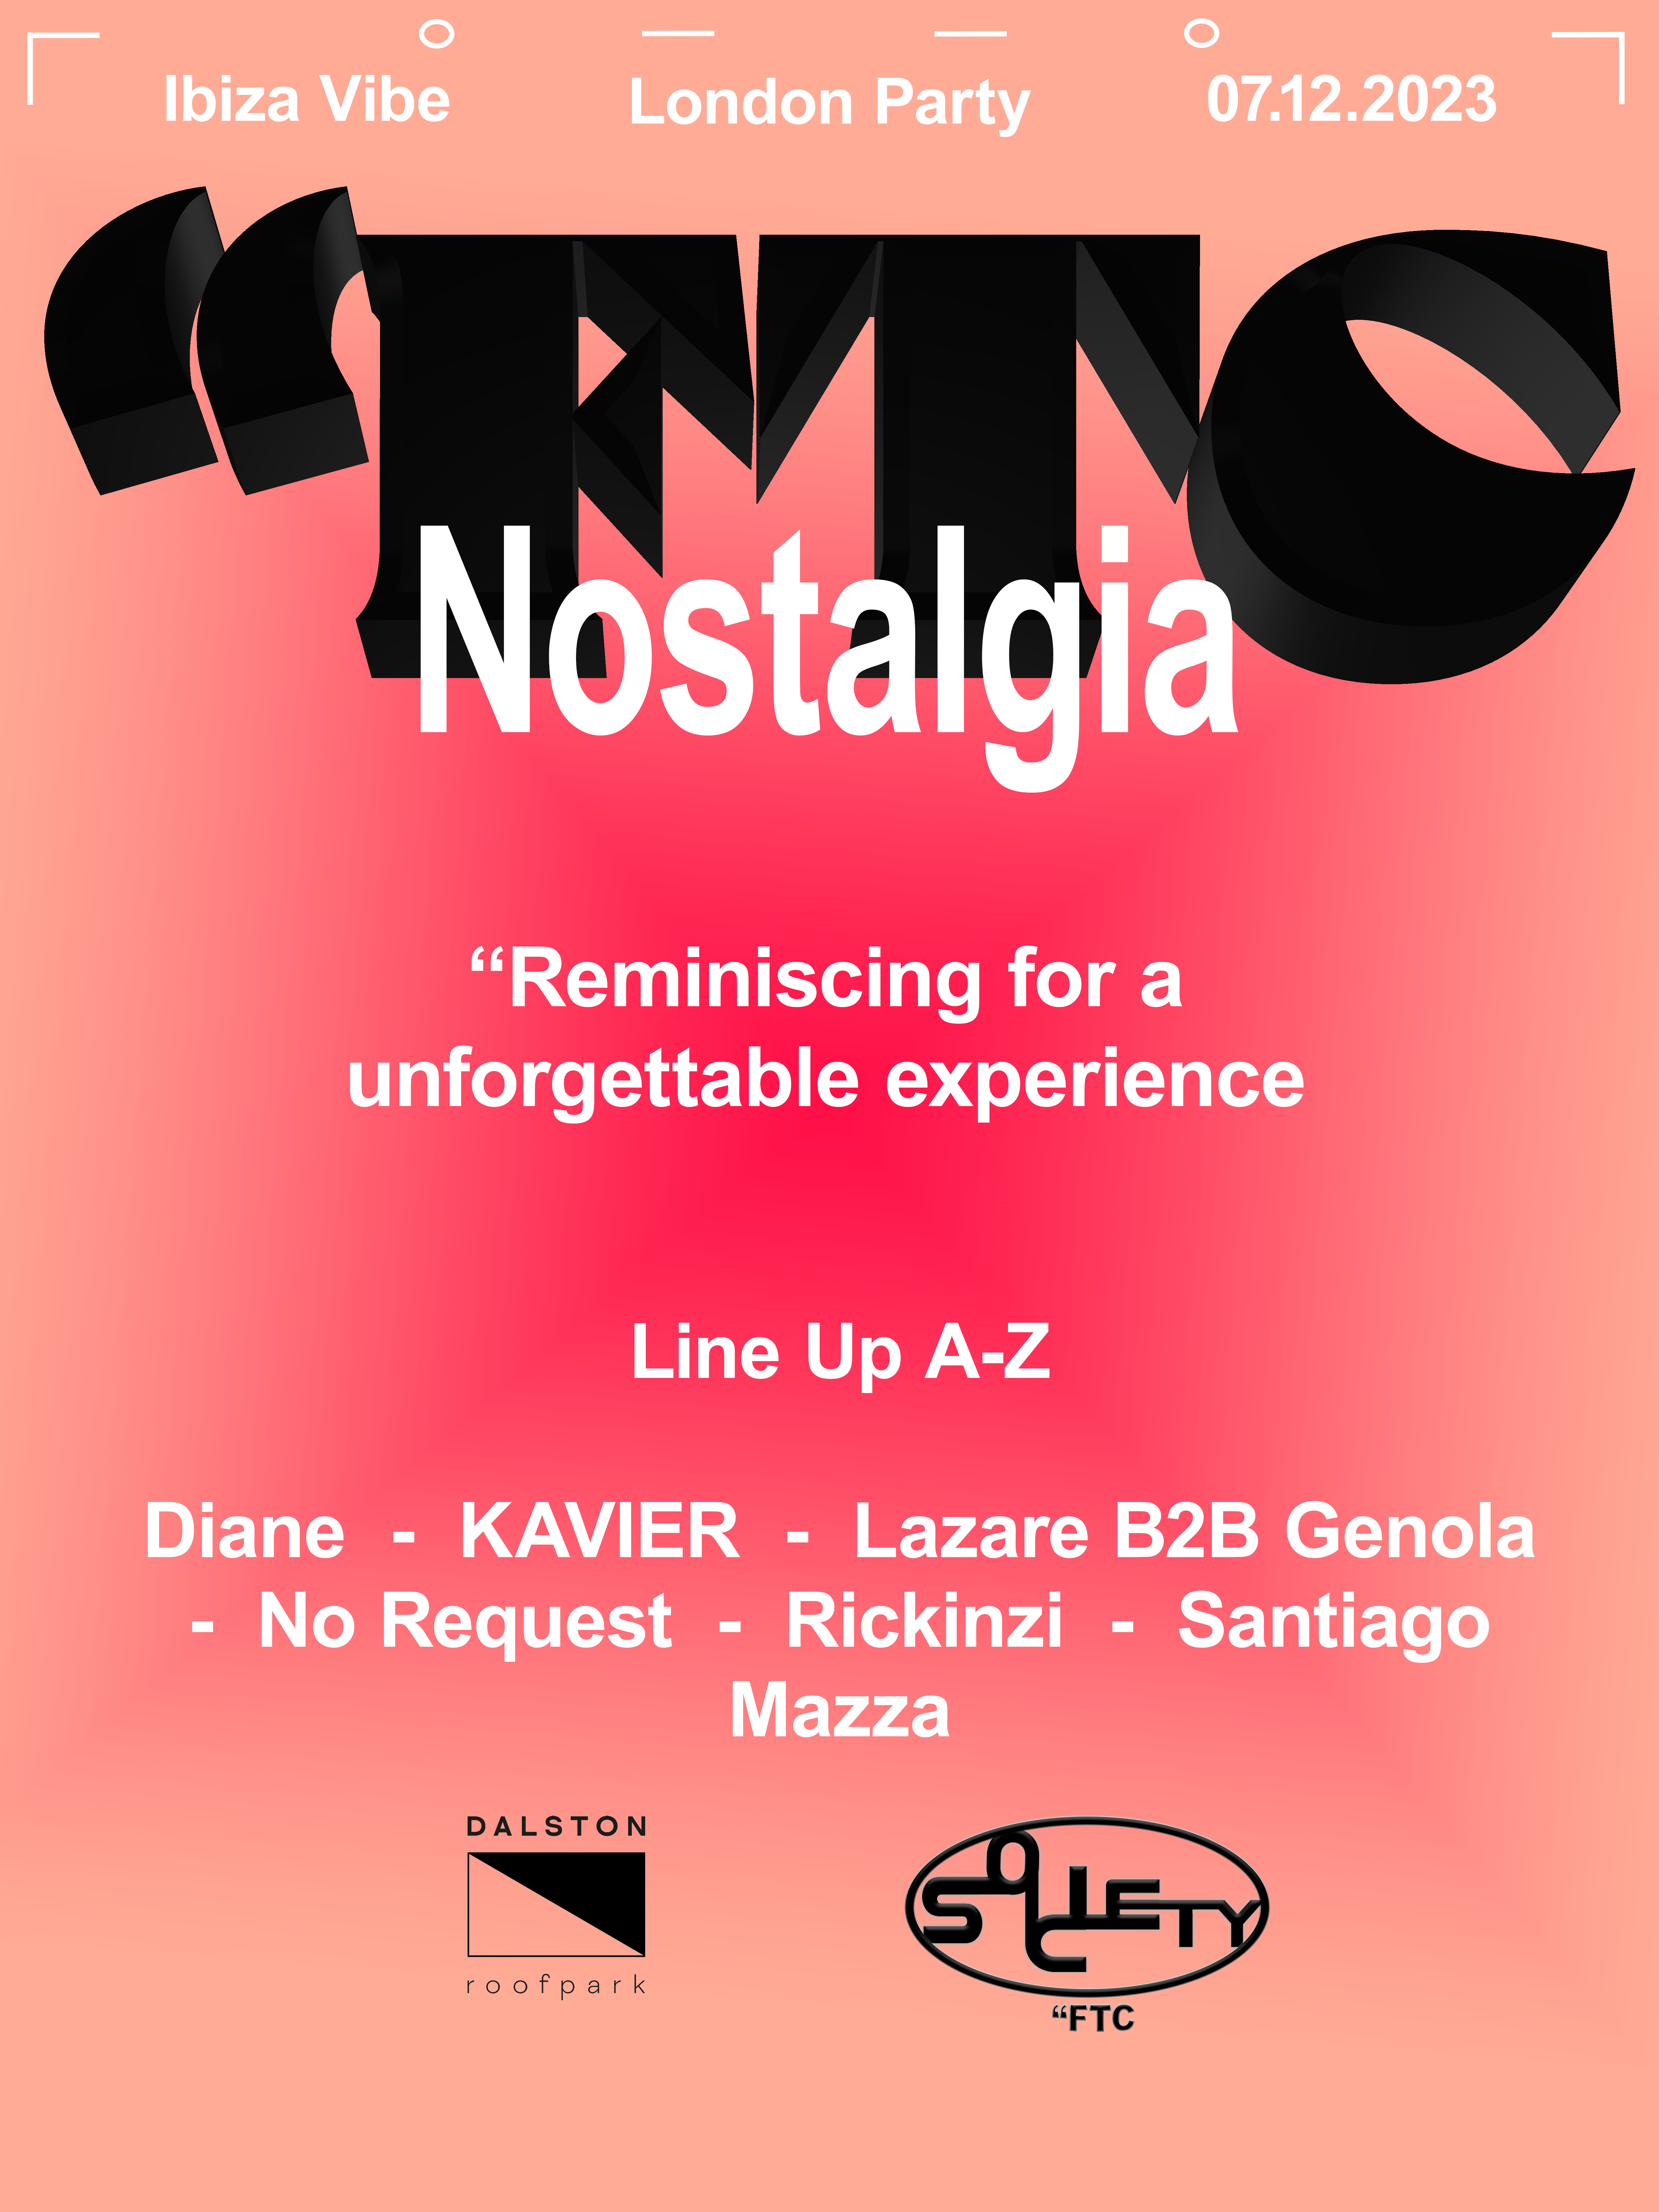 Ibiza Vibe London Party 07.12.2023
“FTC
Nostalgia
“Reminiscing for a
unforgettable experience
Line Up A-Z
Diane - KAVIER - Lazare B2B Genola
- No Request - Rickinzi - Santiago
Mazza
DALSTON
roofpark
SOCIETY
“FTC